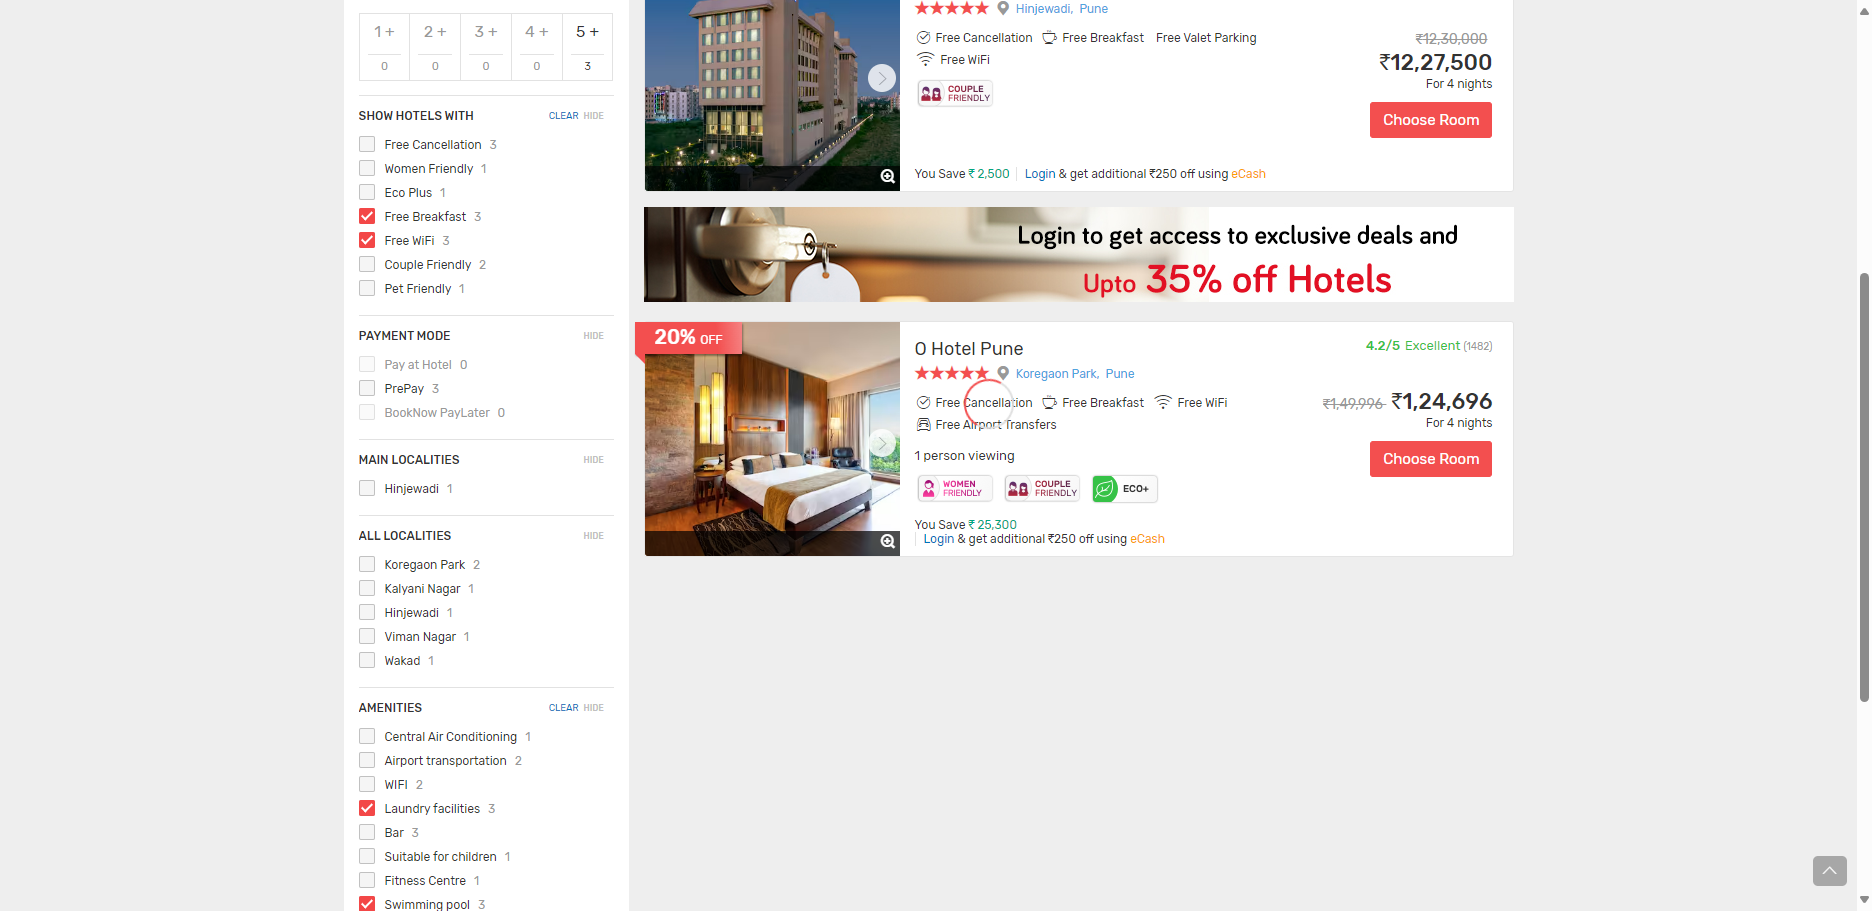 1 +
2 +
3 +
4 +
5 +
0
0
0
0
3
SHOW HOTELS WITH
CLEAR HIDE
Free Cancellation 3
Women Friendly 1
Eco Plus 1
Free Breakfast 3
Free WiFi 3
Couple Friendly 2
Pet Friendly 1
PAYMENT MODE
HIDE
Pay at Hotel 0
PrePay 3
BookNow PayLater 0
MAIN LOCALITIES
HIDE
Hinjewadi 1
ALL LOCALITIES
HIDE
Koregaon Park 2
Kalyani Nagar 1
Hinjewadi 1
Viman Nagar 1
Wakad 1
AMENITIES
CLEAR HIDE
Central Air Conditioning 1
Airport transportation 2
WIFI 2
Laundry facilities 3
Bar 3
Suitable for children 1
Fitness Centre 1
Swimming pool 3
Hinjewadi, Pune
Free Cancellation Free Breakfast Free Valet Parking
Free WiFi
COUPLE
FRIENDLY
₹12,30,000
₹12,27,500
For 4 nights
Choose Room
You Save ₹ 2,500 Login & get additional ₹250 off using eCash
Login to get access to exclusive deals and
Upto 35% off Hotels
20% OFF
O Hotel Pune
4.2/5 Excellent (1482)
Koregaon Park, Pune
Free Cancellation Free Breakfast Free WiFi
Free Airport Transfers
₹1,49,996 ₹1,24,696
For 4 nights
Choose Room
1 person viewing
WOMEN
FRIENDLY
COUPLE
FRIENDLY
ECO+
You Save ₹ 25,300
Login & get additional ₹250 off using eCash